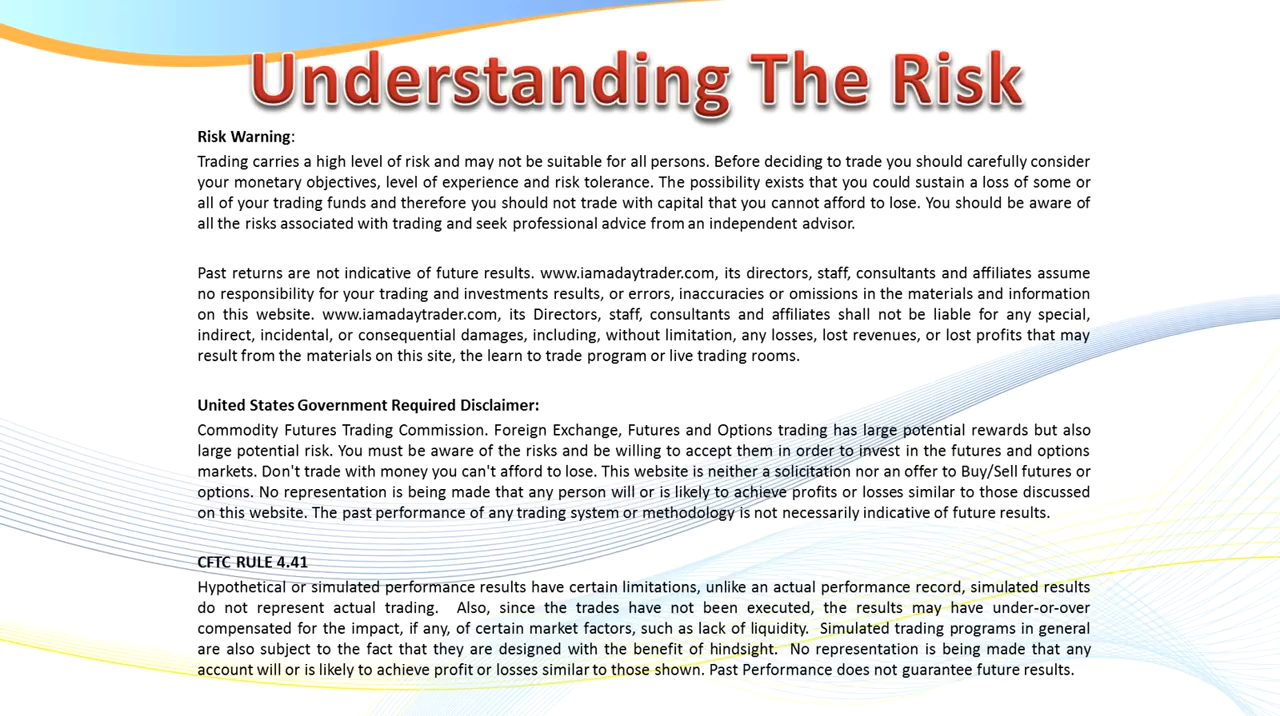 Understanding The Risk
Risk Warning:
Trading carries a high level of risk and may not be suitable for all persons. Before deciding to trade you should carefully consider
your monetary objectives, level of experience and risk tolerance. The possibility exists that you could sustain a loss of some or
all of your trading funds and therefore you should not trade with capital that you cannot afford to lose. You should be aware of
all the risks associated with trading and seek professional advice from an independent advisor.
Past returns are not indicative of future results. www.iamadaytrader.com, its directors, staff, consultants and affiliates assume
no responsibility for your trading and investments results, or errors, inaccuracies or omissions in the materials and information
on this website. www.iamadaytrader.com, its Directors, staff, consultants and affiliates shall not be liable for any special,
indirect, incidental, or consequential damages, including, without limitation, any losses, lost revenues, or lost profits that may
result from the materials on this site, the learn to trade program or live trading rooms.
United States Government Required Disclaimer:
Commodity Futures Trading Commission. Foreign Exchange, Futures and Options trading has large potential rewards but also
large potential risk. You must be aware of the risks and be willing to accept them in order to invest in the futures and options
markets. Don't trade with money you can't afford to lose. This website is neither a solicitation nor an offer to Buy/Sell futures or
options. No representation is being made that any person will or is likely to achieve profits or losses similar to those discussed
on this website. The past performance of any trading system or methodology is not necessarily indicative of future results.
CFTC RULE 4.41
Hypothetical or simulated performance results have certain limitations, unlike an actual performance record, simulated results
do not represent actual trading.  Also, since the trades have not been executed, the results may have under-or-over
compensated for the impact, if any, of certain market factors, such as lack of liquidity.  Simulated trading programs in general
are also subject to the fact that they are designed with the benefit of hindsight.  No representation is being made that any
account will or is likely to achieve profit or losses similar to those shown. Past Performance does not guarantee future results.